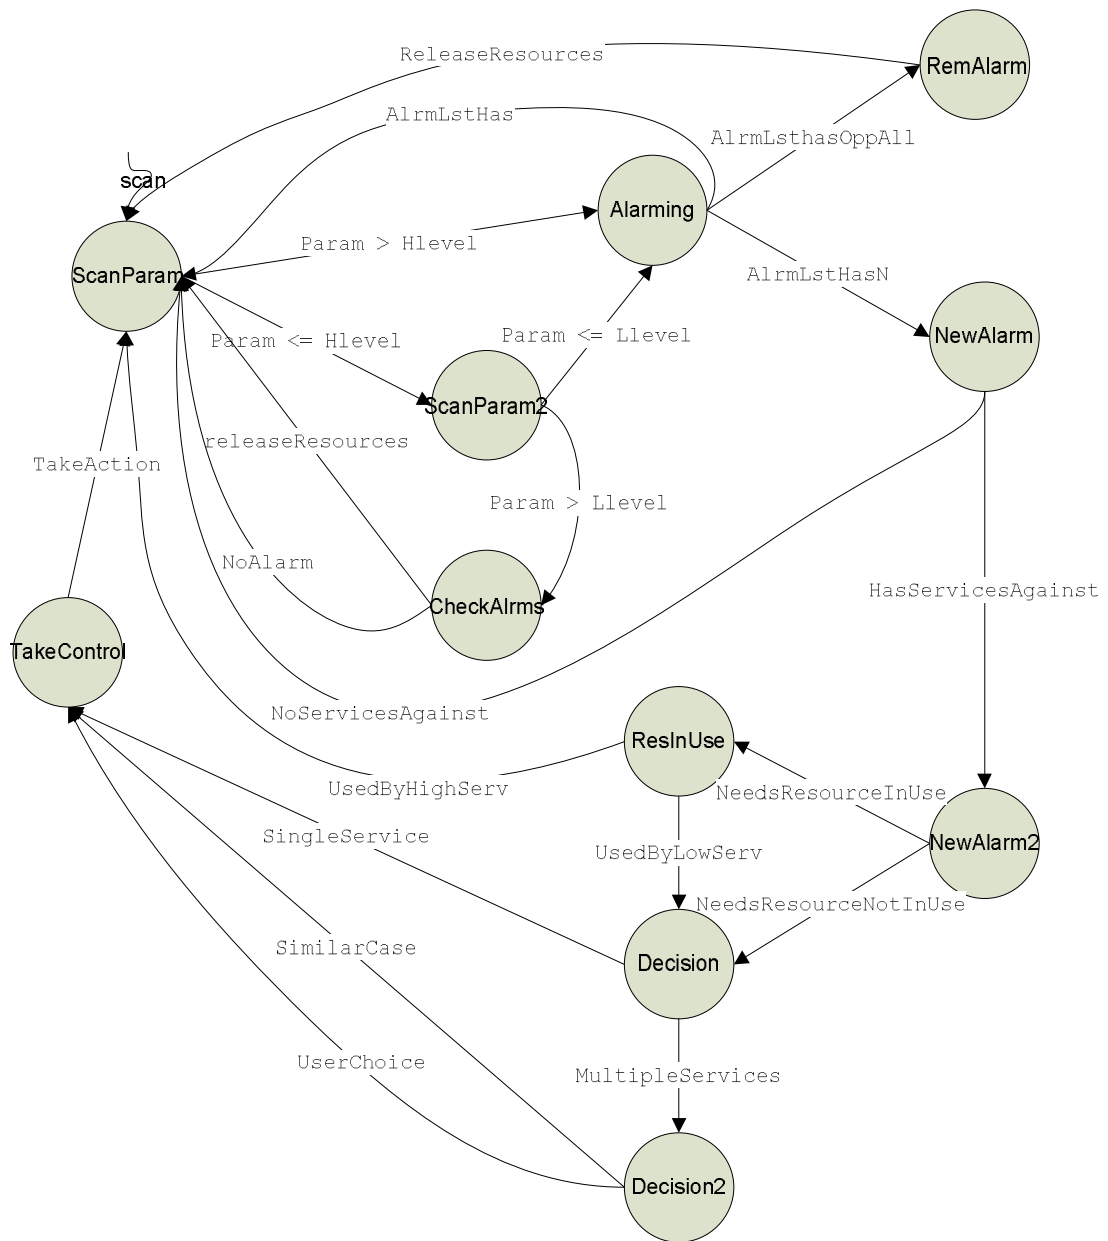 ReleaseResources
RemAlarm
AlrmLstHas
AlrmLsthasOppAll
scan
Alarming
Param > Hlevel
ScanParam
AlrmLstHasN
Param <= Hlevel
Param <= Llevel
NewAlarm
ScanParam2
releaseResources
TakeAction
Param > Llevel
NoAlarm
CheckAlrms
HasServicesAgainst
TakeControl
NoServicesAgainst
ResInUse
UsedByHighServ
NeedsResourceInUse
SingleService
UsedByLowServ
NewAlarm2
NeedsResourceNotInUse
SimilarCase
Decision
UserChoice
MultipleServices
Decision2